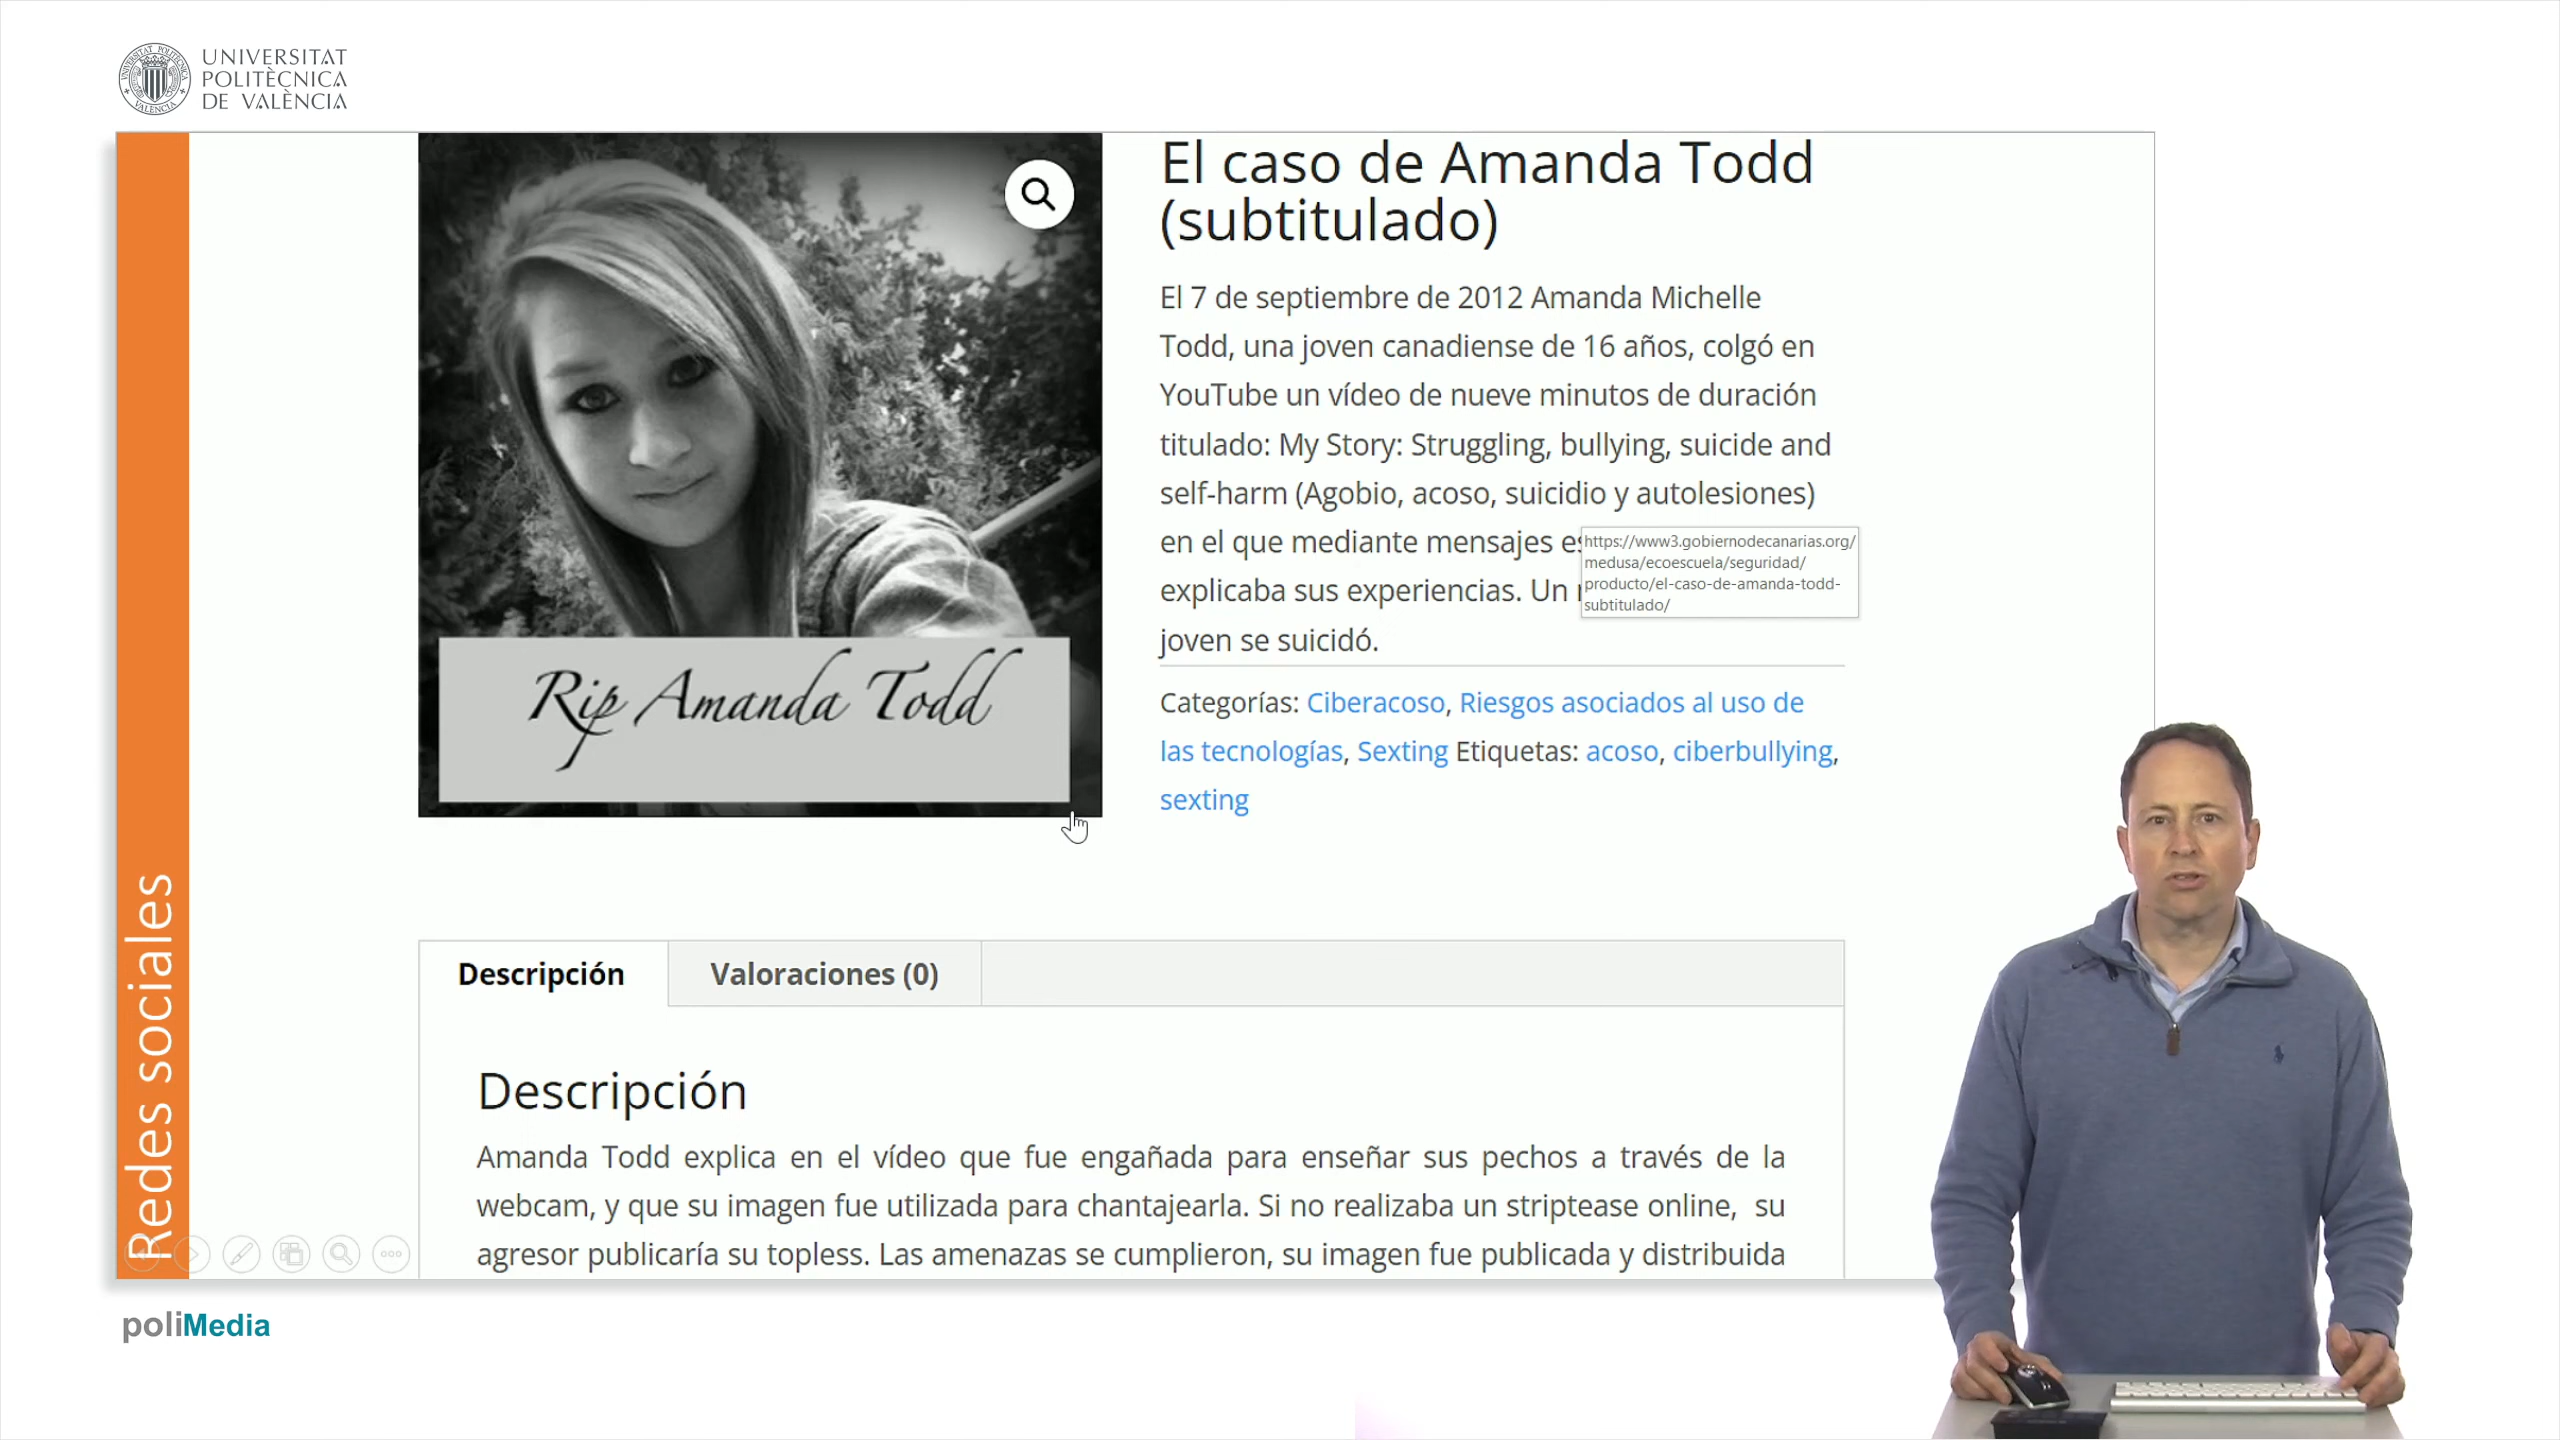 UNIVERSITAT
POLITÈCNICA
DE VALÈNCIA
Redes sociales
Rip Amanda Todd
El caso de Amanda Todd
(subtitulado)
El 7 de septiembre de 2012 Amanda Michelle
Todd, una joven canadiense de 16 años, colgó en
YouTube un vídeo de nueve minutos de duración
titulado: My Story: Struggling, bullying, suicide and
self-harm (Agobio, acoso, suicidio y autolesiones)
en el que mediante mensajes
explicaba sus experiencias. Un
joven se suicidó.
https://www3.gobiernodecanarias.org/
medusa/ecoescuela/seguridad/
producto/el-caso-de-amanda-todd-
subtitulado/
Categorías: Ciberacoso, Riesgos asociados al uso de
las tecnologías, Sexting Etiquetas: acoso, ciberbullying,
sexting
Descripción
Valoraciones (0)
Descripción
Amanda Todd explica en el vídeo que fue engañada para enseñar sus pechos a través de la
webcam, y que su imagen fue utilizada para chantajearla. Si no realizaba un striptease online, su
agresor publicaría su topless. Las amenazas se cumplieron, su imagen fue publicada y distribuida
poliMedia